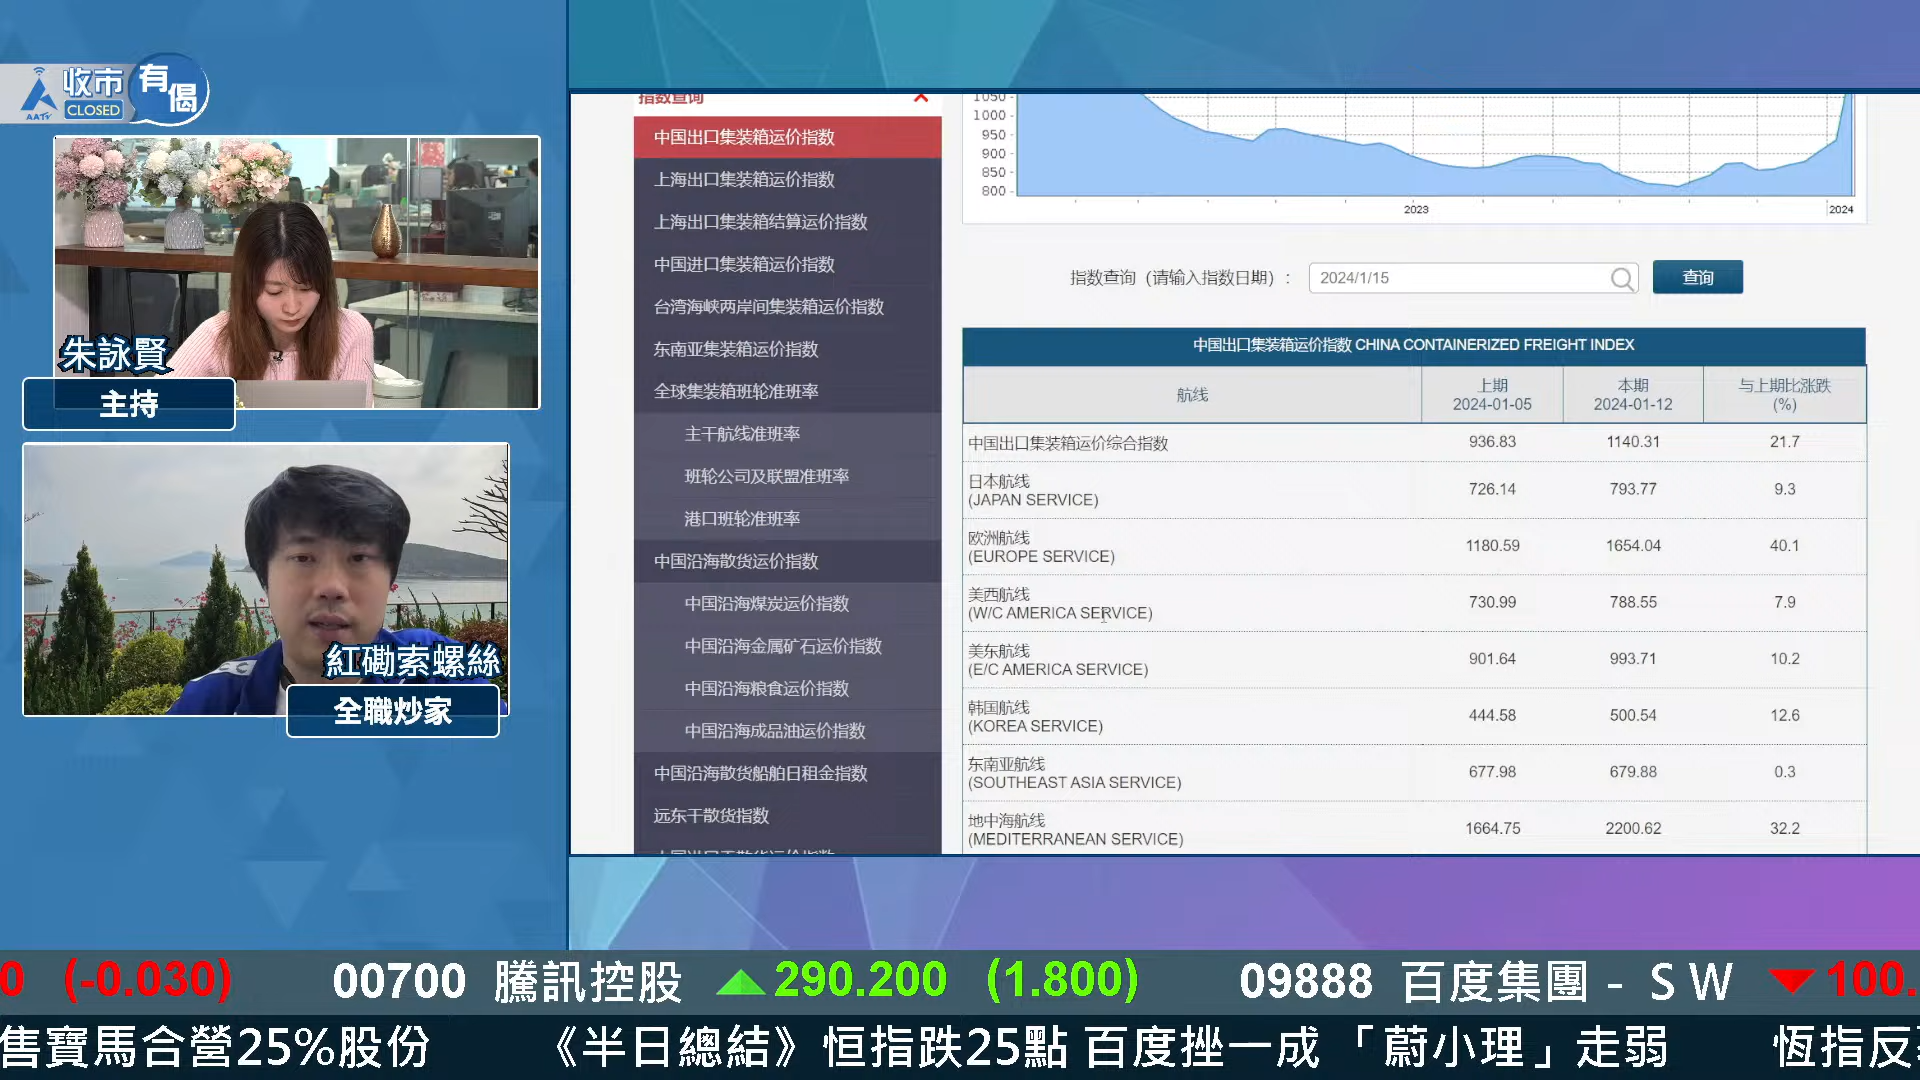 收市
CLOSED
有偈
AATV
朱詠賢
主持
紅磡索螺絲
全職炒家
指数查询
中国出口集装箱运价指数
上海出口集装箱运价指数
上海出口集装箱结算运价指数
中国进口集装箱运价指数
台湾海峡两岸间集装箱运价指数
东南亚集装箱运价指数
全球集装箱班轮准班率
主干航线准班率
班轮公司及联盟准班率
港口班轮准班率
中国沿海散货运价指数
中国沿海煤炭运价指数
中国沿海金属矿石运价指数
中国沿海粮食运价指数
中国沿海成品油运价指数
中国沿海散货船舶日租金指数
远东干散货指数
1050
1000
950
900
850
800
2023
2024
指数查询（请输入指数日期）： 2024/1/15 查询
中国出口集装箱运价指数 CHINA CONTAINERIZED FREIGHT INDEX
航线 上期 2024-01-05 本期 2024-01-12 与上期比涨跌 (%)
中国出口集装箱运价综合指数 936.83 1140.31 21.7
日本航线
(JAPAN SERVICE) 726.14 793.77 9.3
欧洲航线
(EUROPE SERVICE) 1180.59 1654.04 40.1
美西航线
(W/C AMERICA SERVICE) 730.99 788.55 7.9
美东航线
(E/C AMERICA SERVICE) 901.64 993.71 10.2
韩国航线
(KOREA SERVICE) 444.58 500.54 12.6
东南亚航线
(SOUTHEAST ASIA SERVICE) 677.98 679.88 0.3
地中海航线
(MEDITERRANEAN SERVICE) 1664.75 2200.62 32.2
0 (-0.030) 00700 騰訊控股 ▲290.200 (1.800) 09888 百度集團 - S W ▼100.
售寶馬合營25%股份 《半日總結》恒指跌25點 百度挫一成 「蔚小理」走弱 恆指反